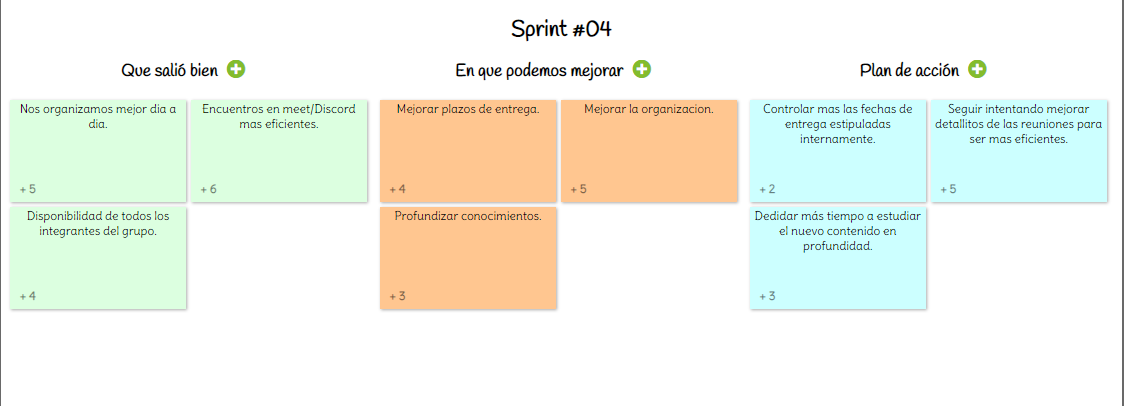 Sprint #04
Que salió bien
En que podemos mejorar
Plan de acción
Nos organizamos mejor dia a
dia.
+ 5
Encuentros en meet/Discord
mas eficientes.
+ 6
Disponibilidad de todos los
integrantes del grupo.
+ 4
Mejorar plazos de entrega.
+ 4
Mejorar la organizacion.
+ 5
Profundizar conocimientos.
+ 3
Controlar mas las fechas de
entrega estipuladas
internamente.
+ 2
Seguir intentando mejorar
detallitos de las reuniones para
ser mas eficientes.
+ 5
Dedidar más tiempo a estudiar
el nuevo contenido en
profundidad.
+ 3